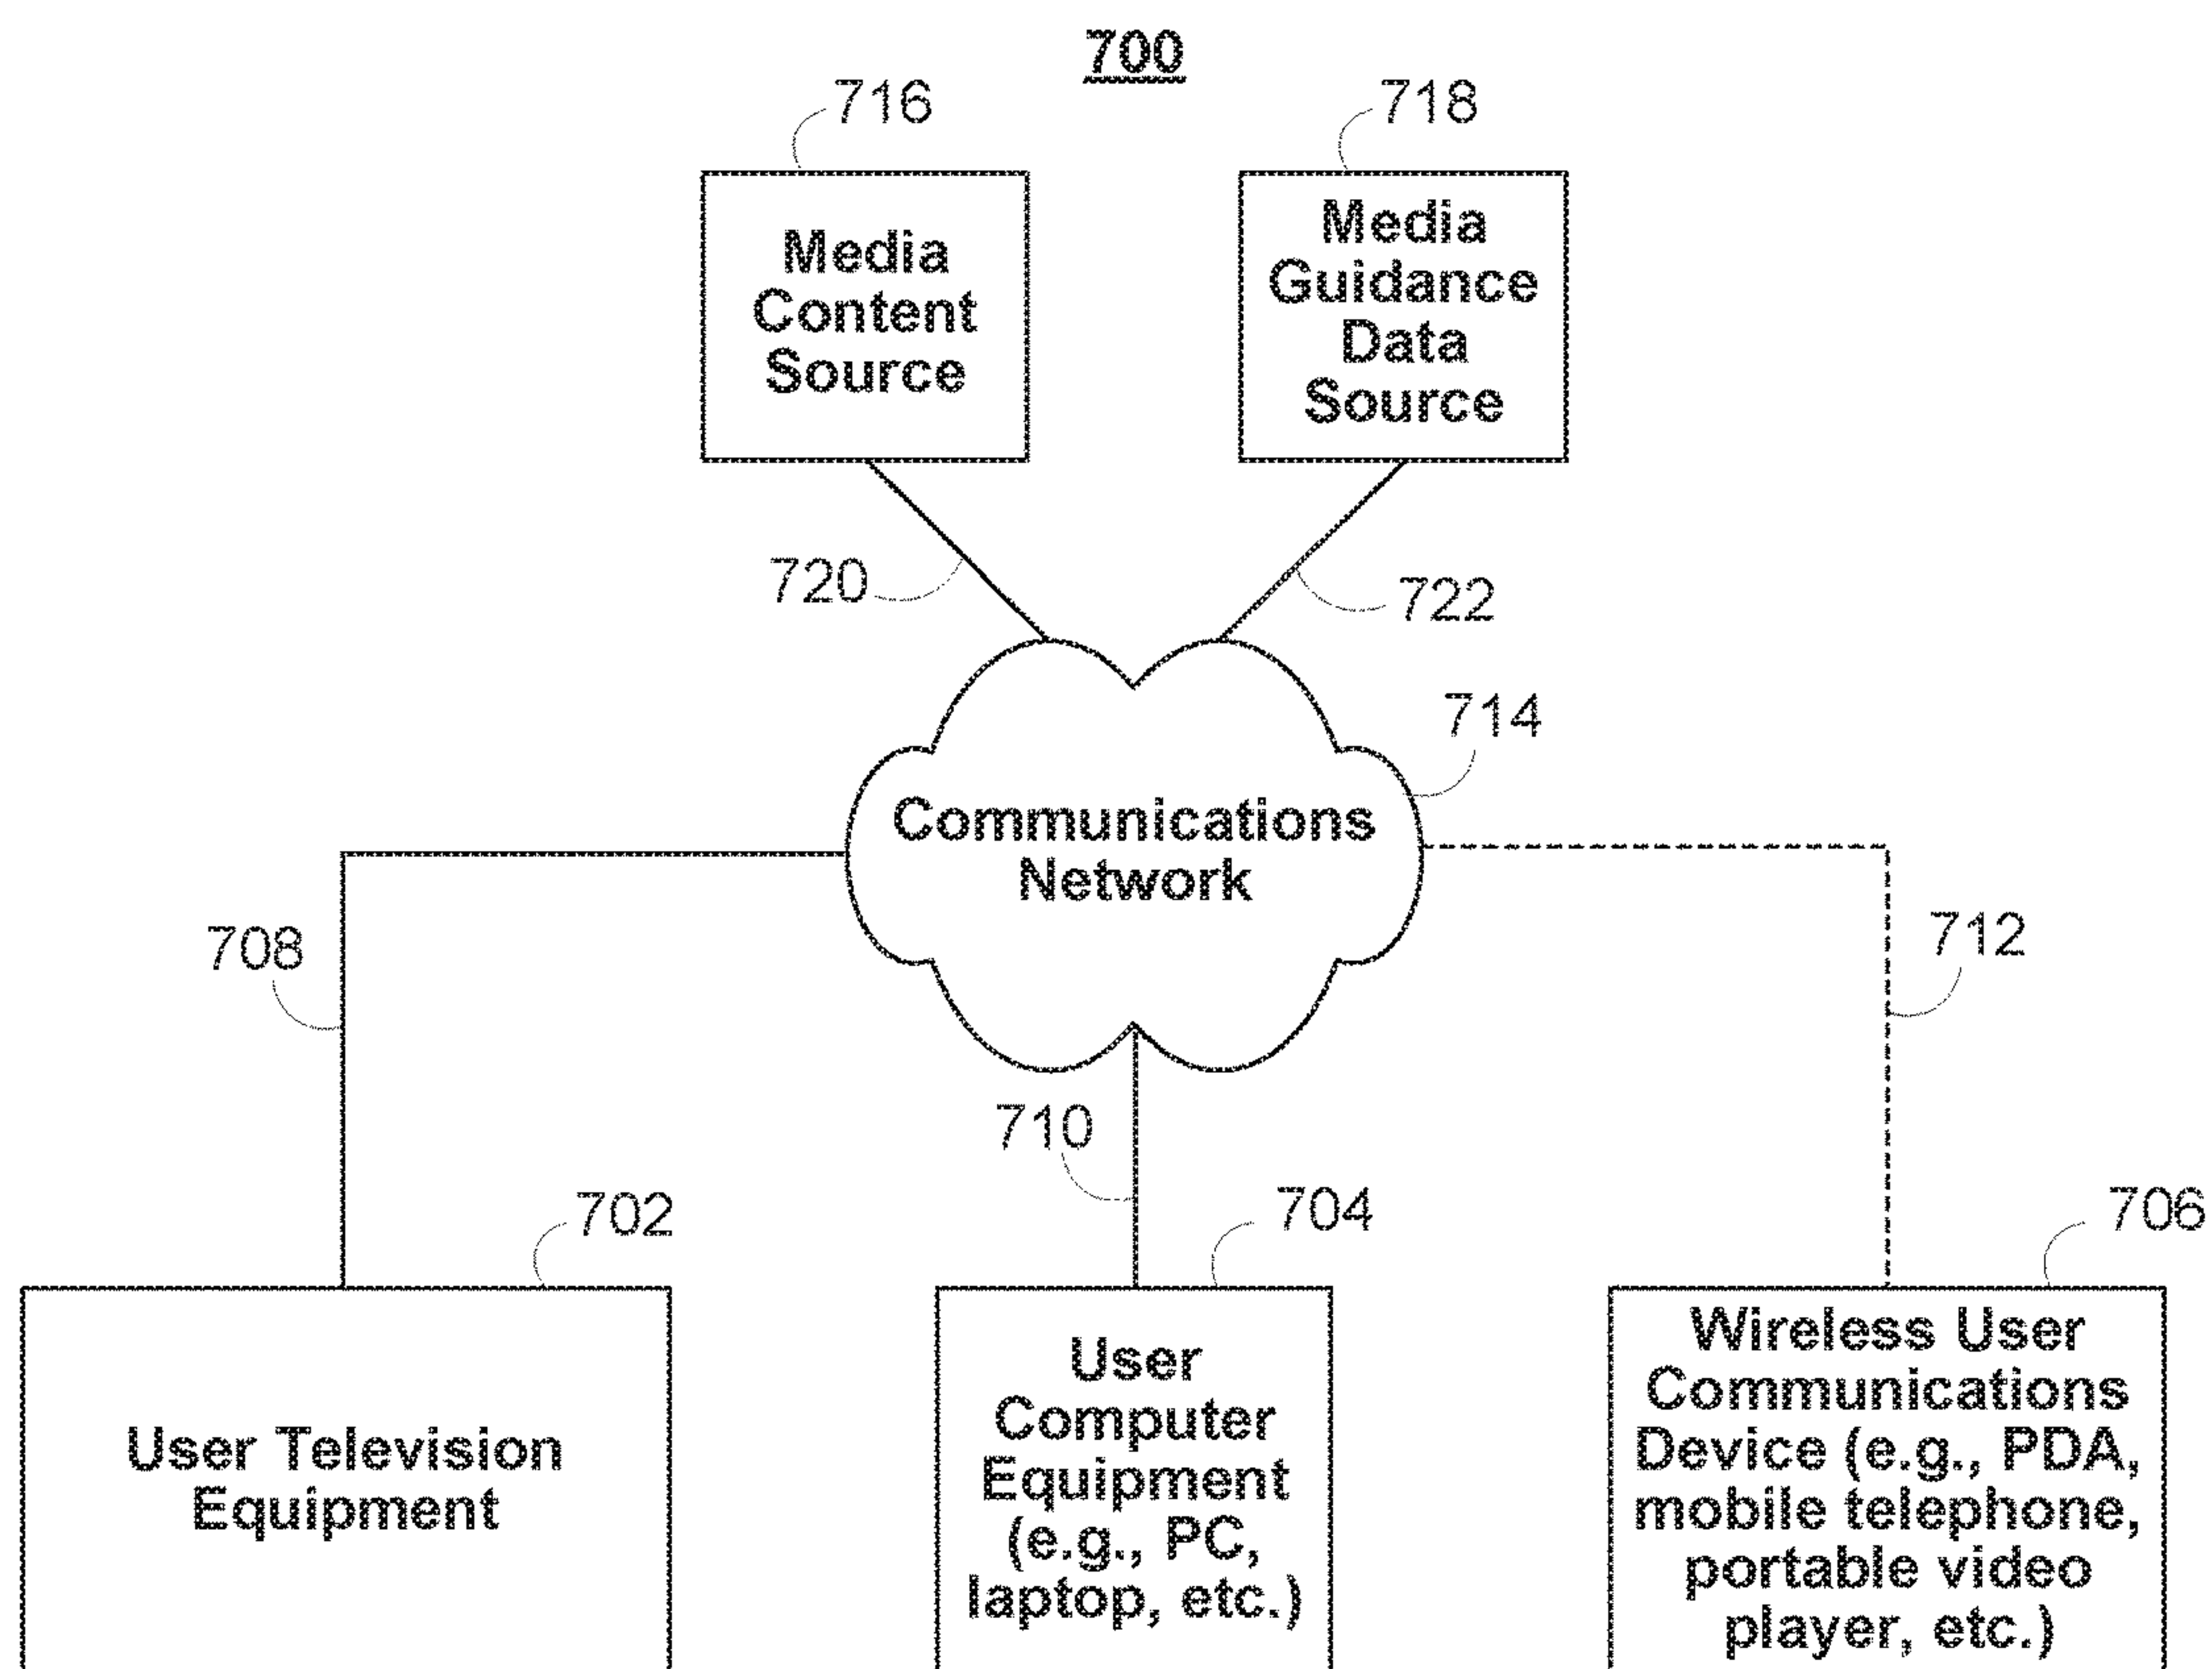 700
716
718
Media
Content
Source
Media
Guidance
Data
Source
720
722
714
Communications
Network
708
712
710
702
704
706
User Television
Equipment
User
Computer
Equipment
(e.g., PC,
laptop, etc.)
Wireless User
Communications
Device (e.g., PDA,
mobile telephone,
portable video
player, etc.)